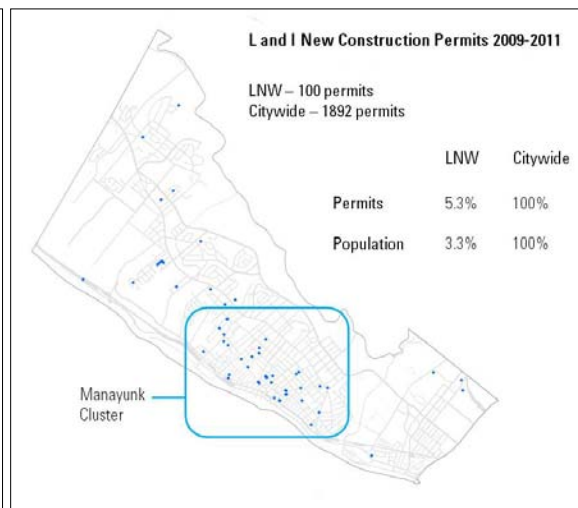 L and I New Construction Permits 2009-2011
LNW – 100 permits
Citywide – 1892 permits
LNW Citywide
Permits 5.3% 100%
Population 3.3% 100%
Manayunk
Cluster